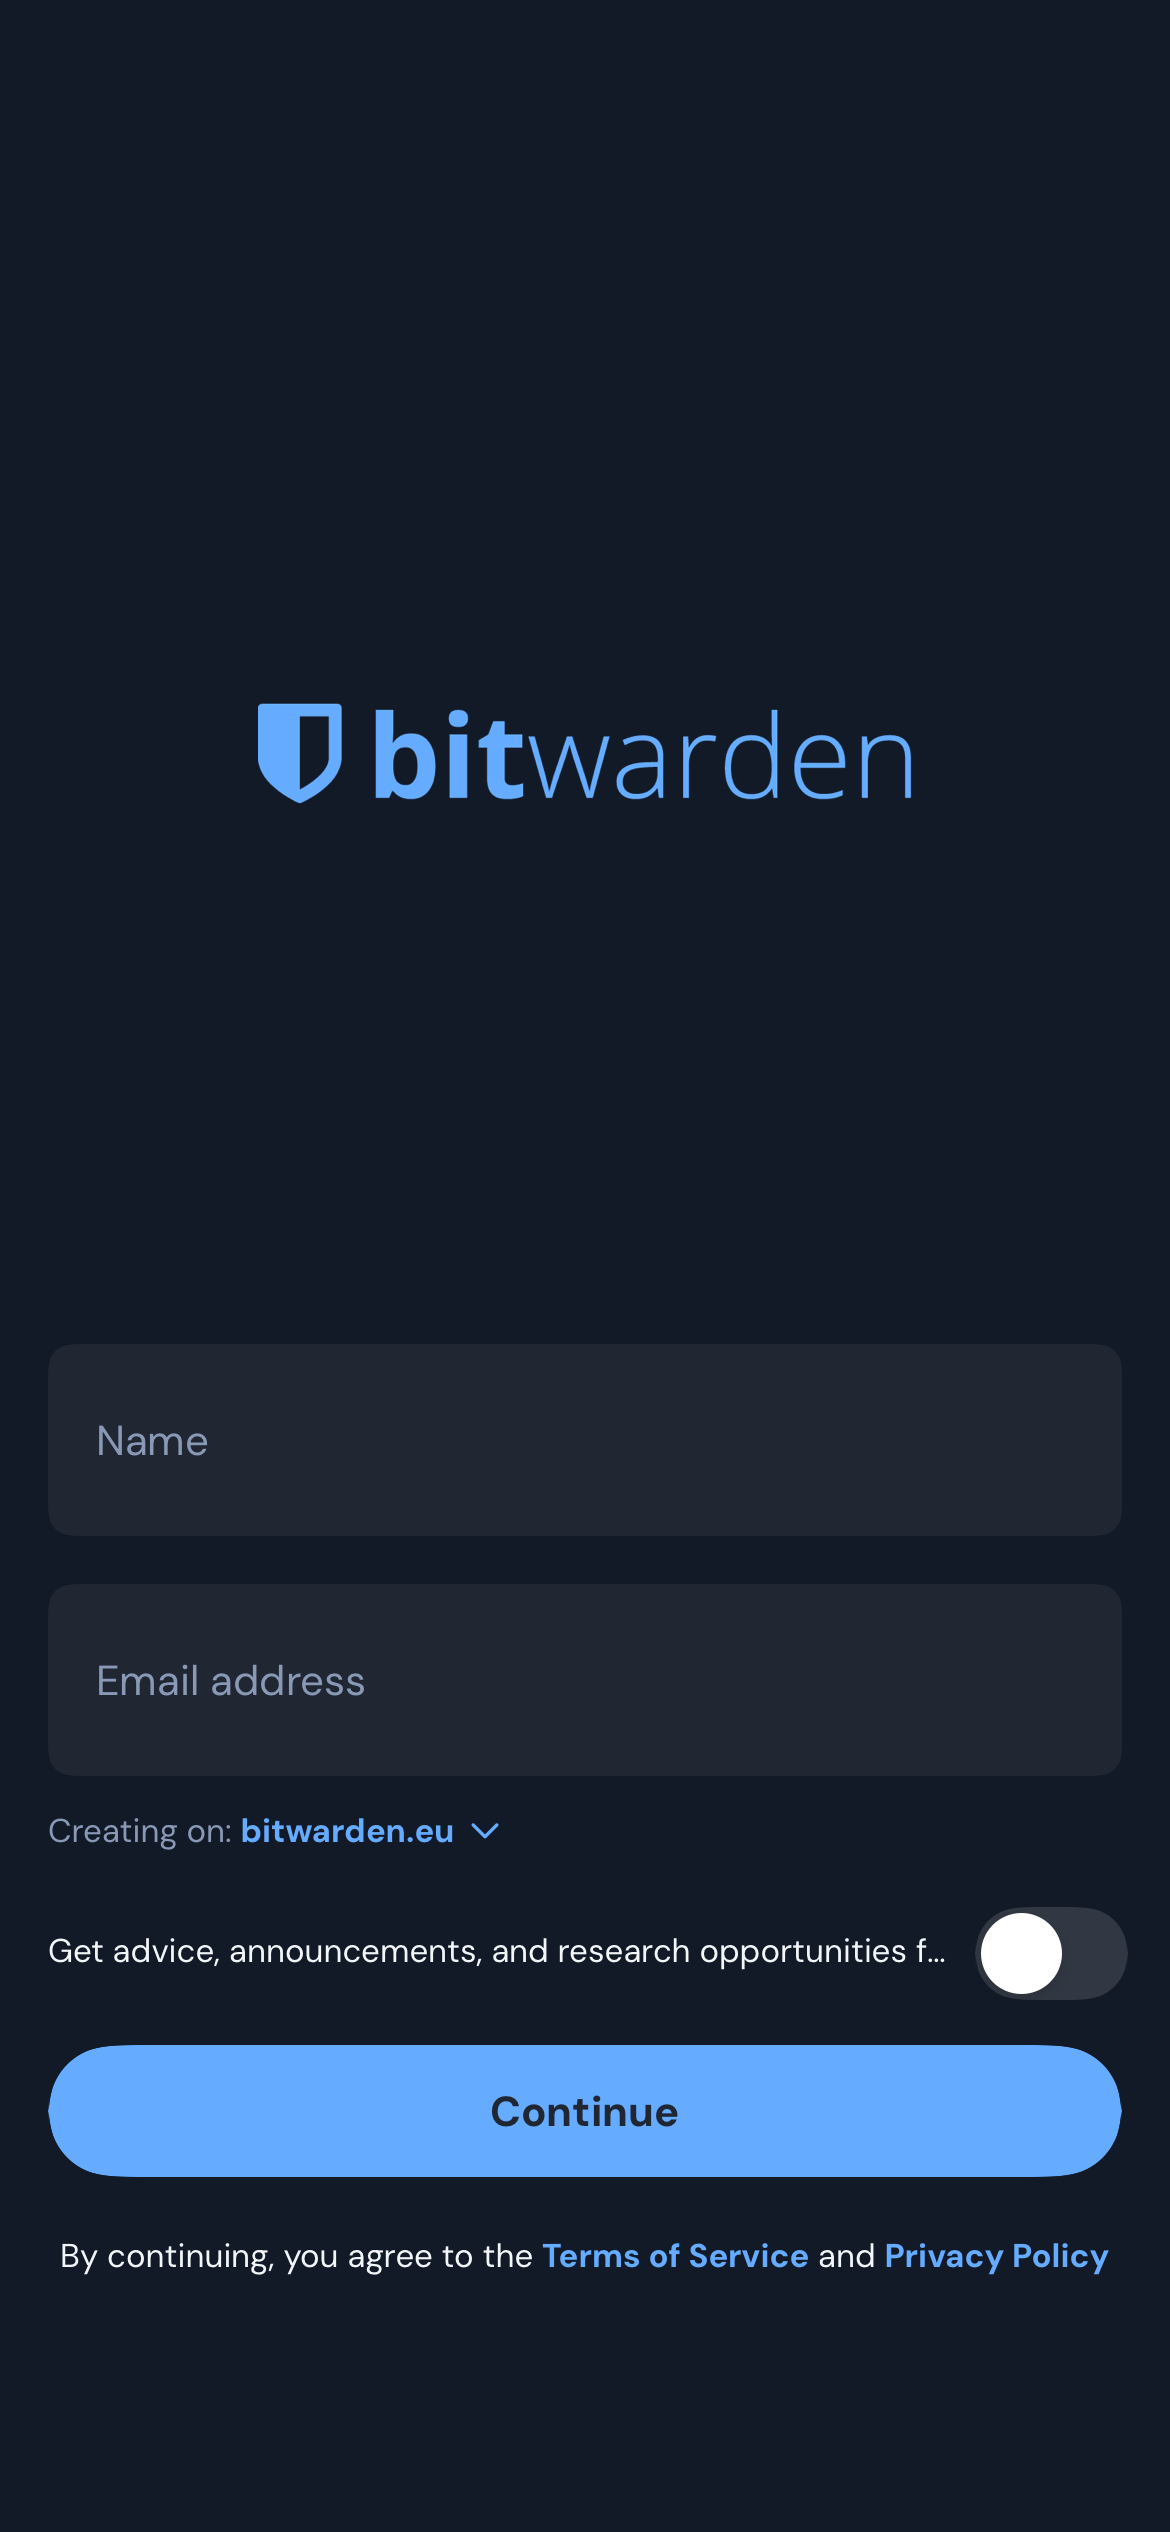 bitwarden
Name
Email address
Creating on: bitwarden.eu
Get advice, announcements, and research opportunities f...
Continue
By continuing, you agree to the Terms of Service and Privacy Policy